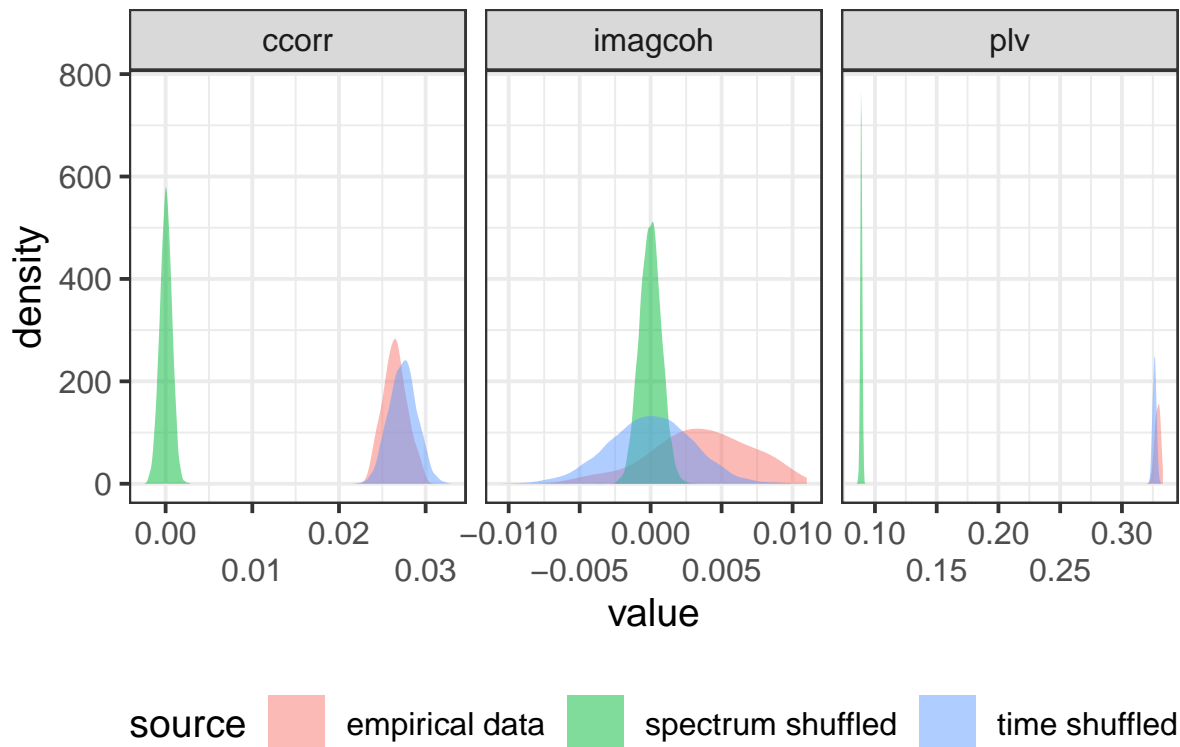 ccorr imagcoh plv
800
600
400
200
0
density
0.00 0.02 −0.010 0.000 0.010 0.10 0.20 0.30
0.01 0.03 −0.005 0.005 0.15 0.25
value
source empirical data spectrum shuffled time shuffled